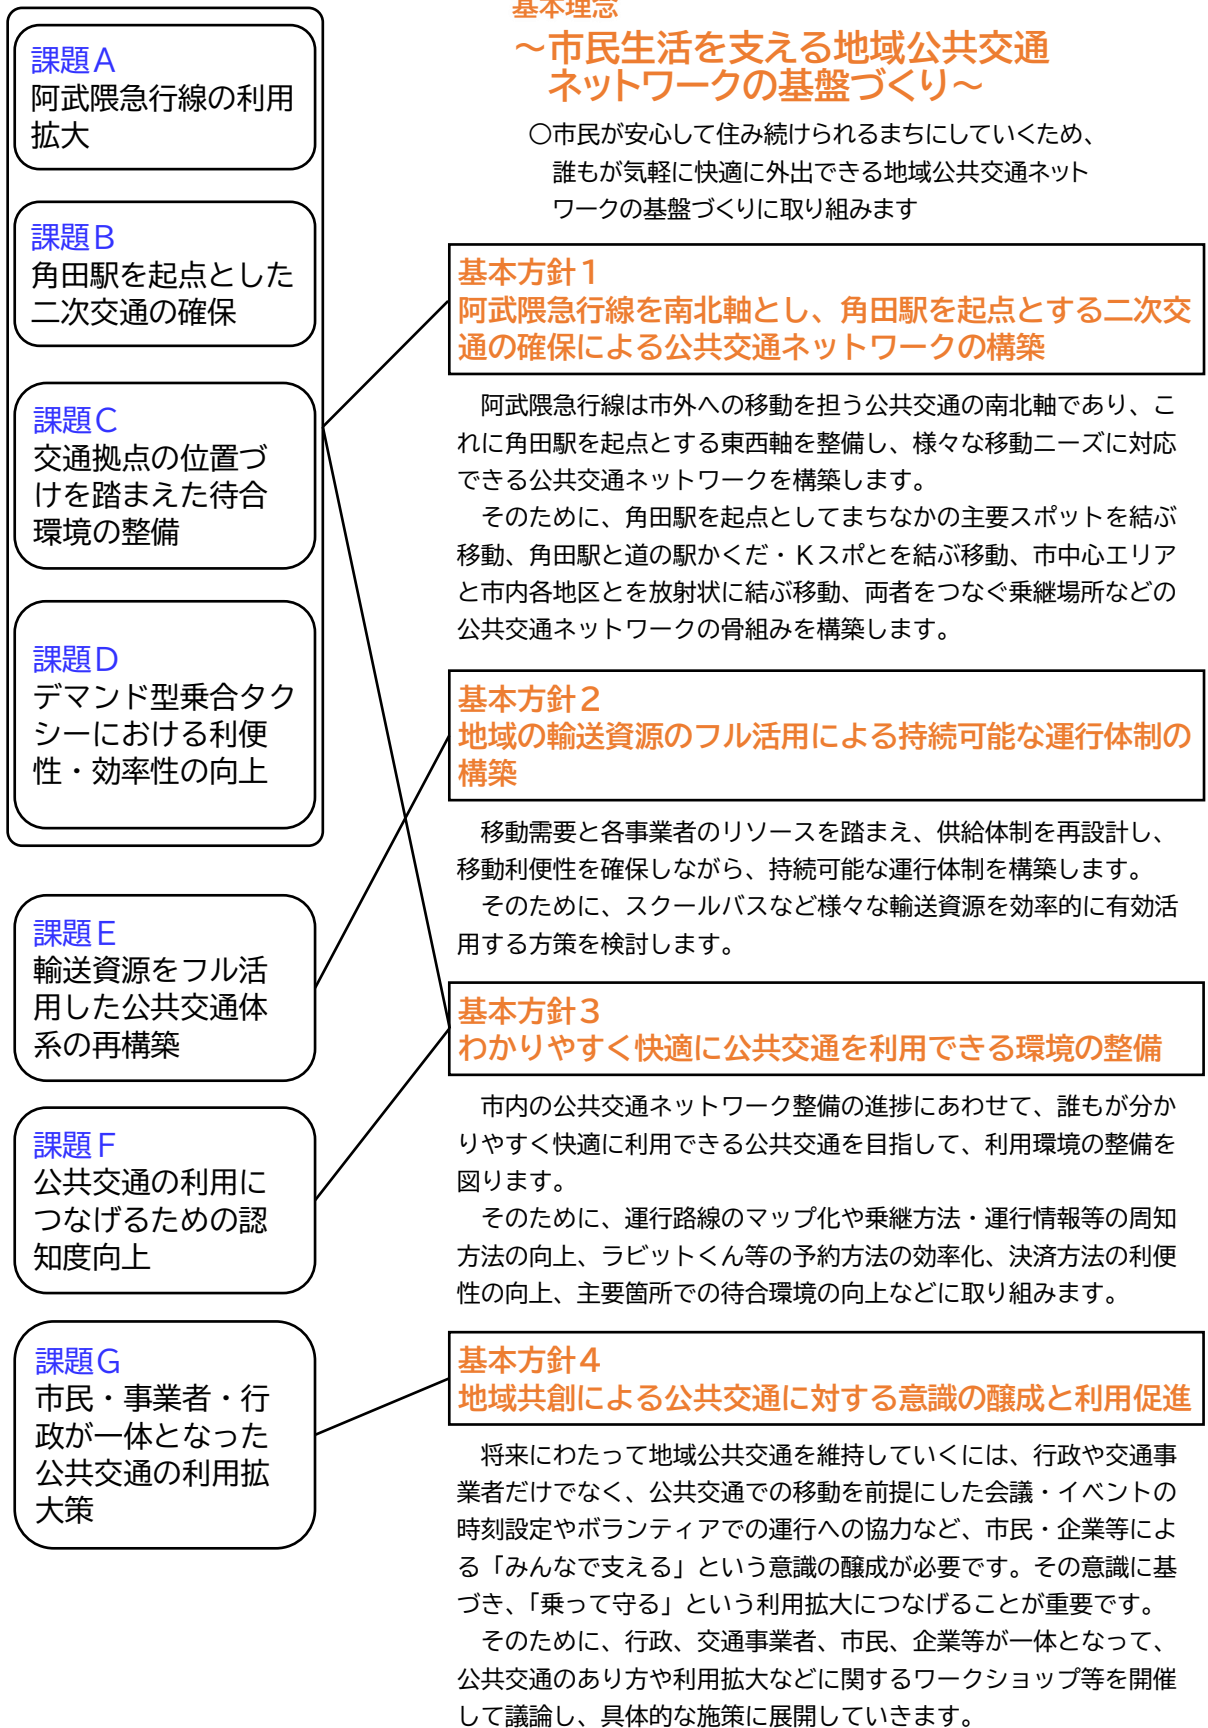 課題A
阿武隈急行線の利用
拡大
課題B
角田駅を起点とした
二次交通の確保
課題C
交通拠点の位置づ
けを踏まえた待合
環境の整備
課題D
デマンド型乗合タク
シーにおける利便
性・効率性の向上
課題E
輸送資源をフル活
用した公共交通体
系の再構築
課題F
公共交通の利用に
つなげるための認
知度向上
課題G
市民・事業者・行
政が一体となった
公共交通の利用拡
大策
基本理念
～市民生活を支える地域公共交通
ネットワークの基盤づくり～
○市民が安心して住み続けられるまちにしていくため、
誰もが気軽に快適に外出できる地域公共交通ネット
ワークの基盤づくりに取り組みます
基本方針１
阿武隈急行線を南北軸とし、角田駅を起点とする二次交
通の確保による公共交通ネットワークの構築
阿武隈急行線は市外への移動を担う公共交通の南北軸であり、こ
れに角田駅を起点とする東西軸を整備し、様々な移動ニーズに対応
できる公共交通ネットワークを構築します。
そのために、角田駅を起点としてまちなかの主要スポットを結ぶ
移動、角田駅と道の駅かくだ・Ｋスポとを結ぶ移動、市中心エリア
と市内各地区とを放射状に結ぶ移動、両者をつなぐ乗継場所などの
公共交通ネットワークの骨組みを構築します。
基本方針２
地域の輸送資源のフル活用による持続可能な運行体制の
構築
移動需要と各事業者のリソースを踏まえ、供給体制を再設計し、
移動利便性を確保しながら、持続可能な運行体制を構築します。
そのために、スクールバスなど様々な輸送資源を効率的に有効活
用する方策を検討します。
基本方針３
わかりやすく快適に公共交通を利用できる環境の整備
市内の公共交通ネットワーク整備の進捗にあわせて、誰もが分か
りやすく快適に利用できる公共交通を目指して、利用環境の整備を
図ります。
そのために、運行路線のマップ化や乗継方法・運行情報等の周知
方法の向上、ラビットくん等の予約方法の効率化、決済方法の利便
性の向上、主要箇所での待合環境の向上などに取り組みます。
基本方針４
地域共創による公共交通に対する意識の醸成と利用促進
将来にわたって地域公共交通を維持していくには、行政や交通事
業者だけでなく、公共交通での移動を前提にした会議・イベントの
時刻設定やボランティアでの運行への協力など、市民・企業等によ
る「みんなで支える」という意識の醸成が必要です。その意識に基
づき、「乗って守る」という利用拡大につなげることが重要です。
そのために、行政、交通事業者、市民、企業等が一体となって、
公共交通のあり方や利用拡大などに関するワークショップ等を開催
して議論し、具体的な施策に展開していきます。